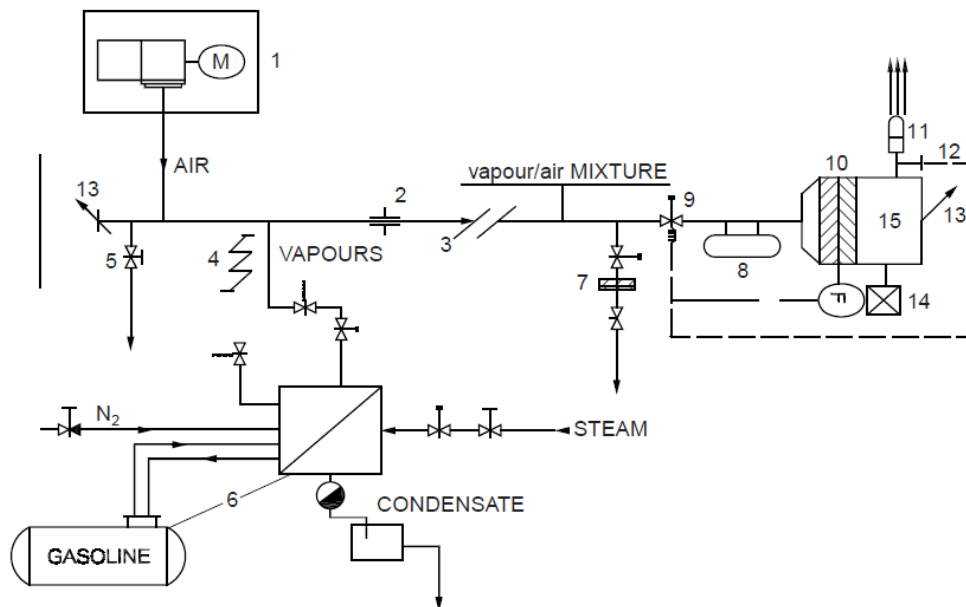 M
1
AIR
11
12
vapour/air MIXTURE
10
13
2
9
13
15
3
4
VAPOURS
5
7
8
F
14
N2
STEAM
6
CONDENSATE
GASOLINE